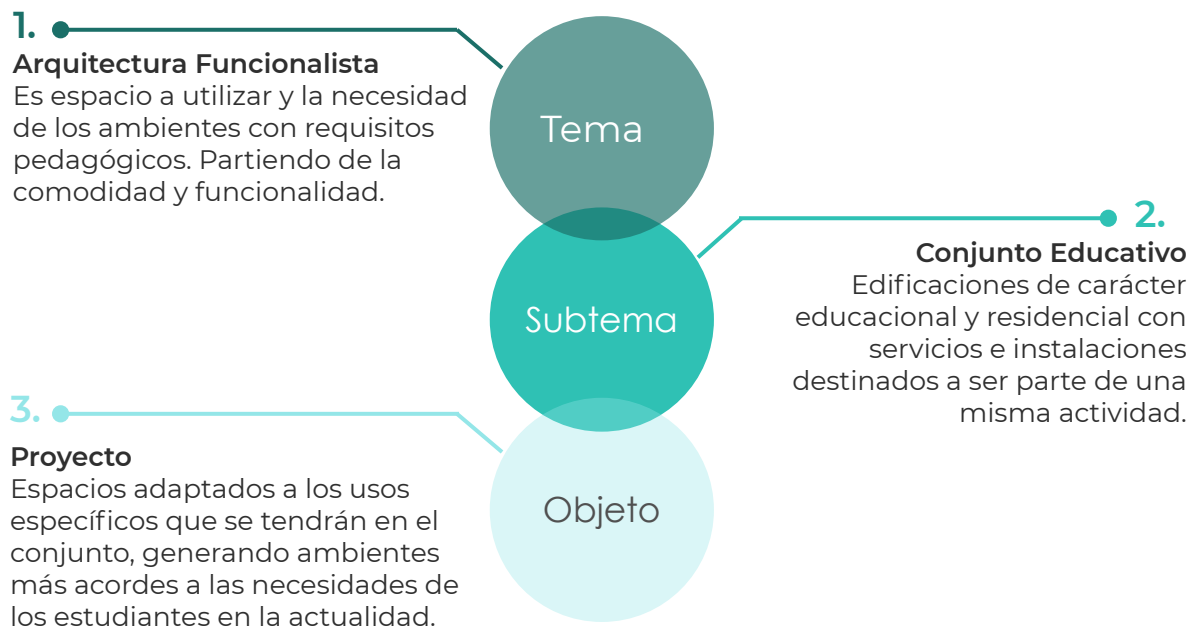 1.
Arquitectura Funcionalista
Es espacio a utilizar y la necesidad
de los ambientes con requisitos
pedagógicos. Partiendo de la
comodidad y funcionalidad.
Tema
2.
Conjunto Educativo
Edificaciones de carácter
educacional y residencial con
servicios e instalaciones
destinados a ser parte de una
misma actividad.
Subtema
3.
Proyecto
Espacios adaptados a los usos
específicos que se tendrán en el
conjunto, generando ambientes
más acordes a las necesidades de
los estudiantes en la actualidad.
Objeto